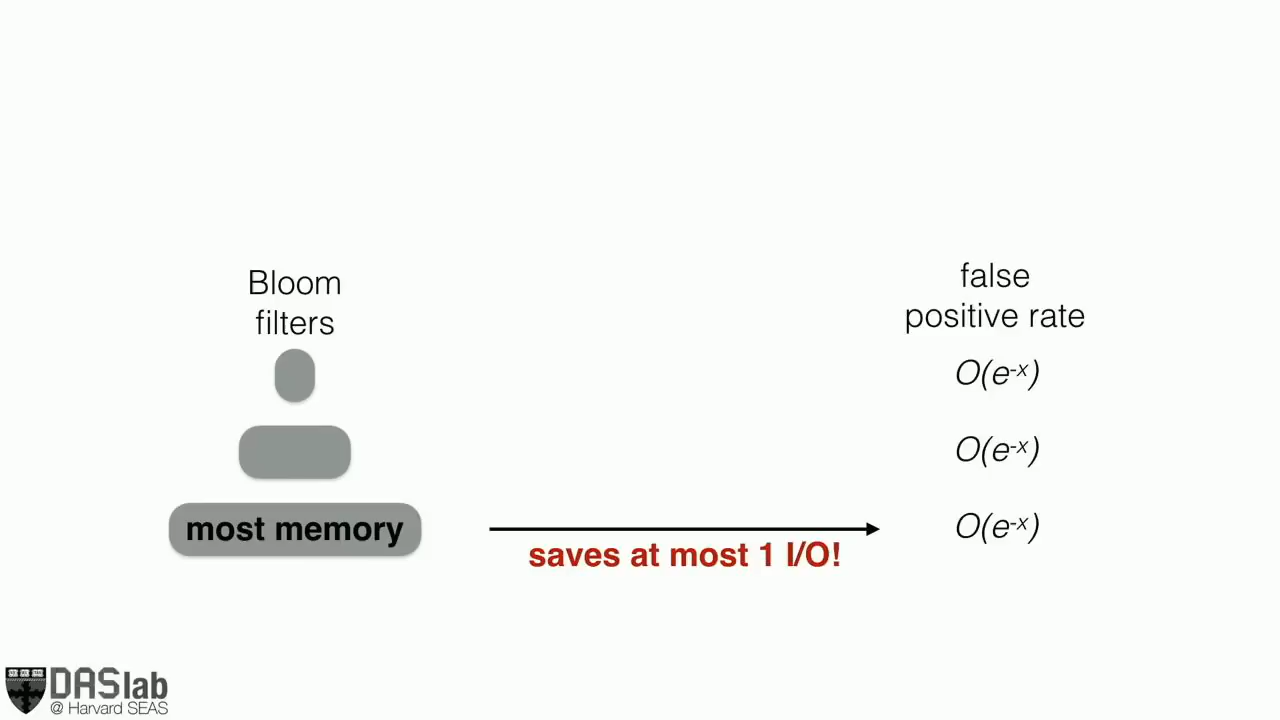 Bloom
filters
false
positive rate
O(e-x)
O(e-x)
most memory
saves at most 1 I/O!
O(e-x)
DASlab
@ Harvard SEAS